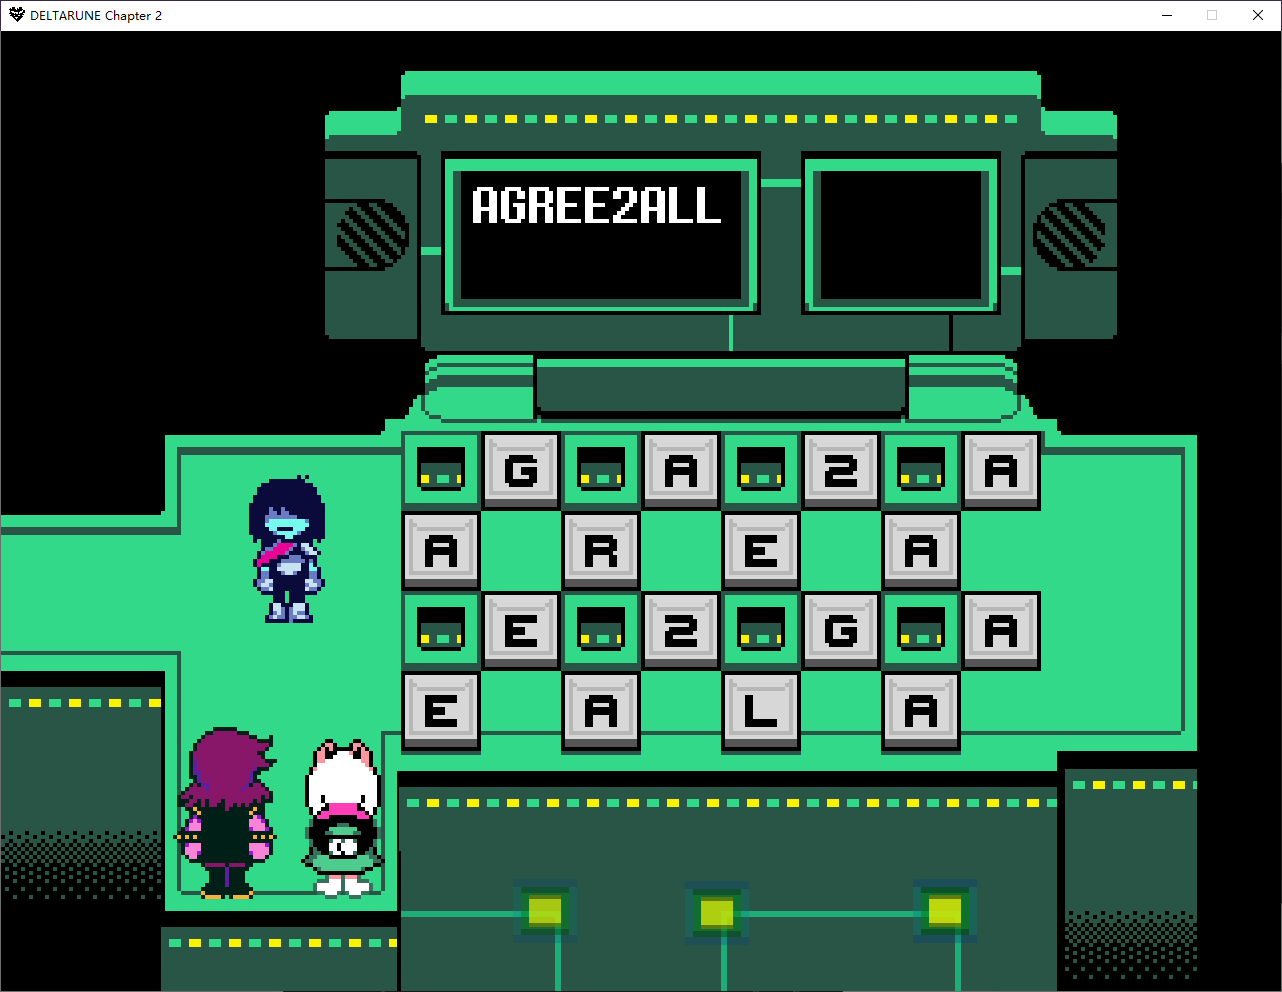 DELTARUNE Chapter 2
AGREE2ALL
G A 2 A
A R E A
E 2 G A
E A L A